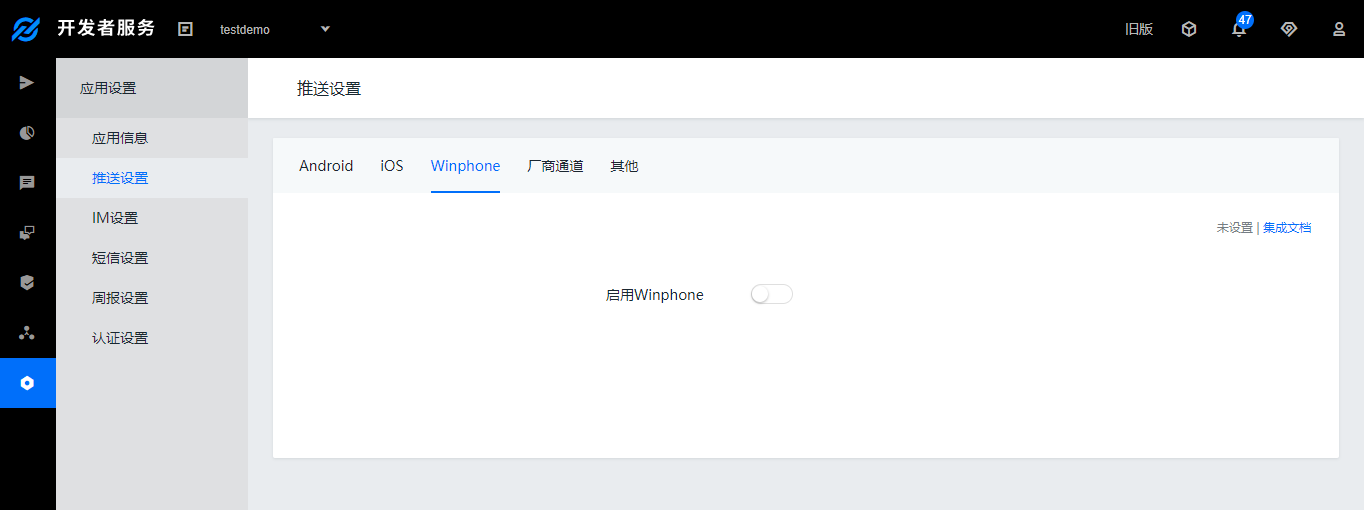 开发者服务
testdemo
旧版
47
应用设置
应用信息
推送设置
IM设置
短信设置
周报设置
认证设置
推送设置
Android iOS Winphone 厂商通道 其他
未设置 | 集成文档
启用Winphone